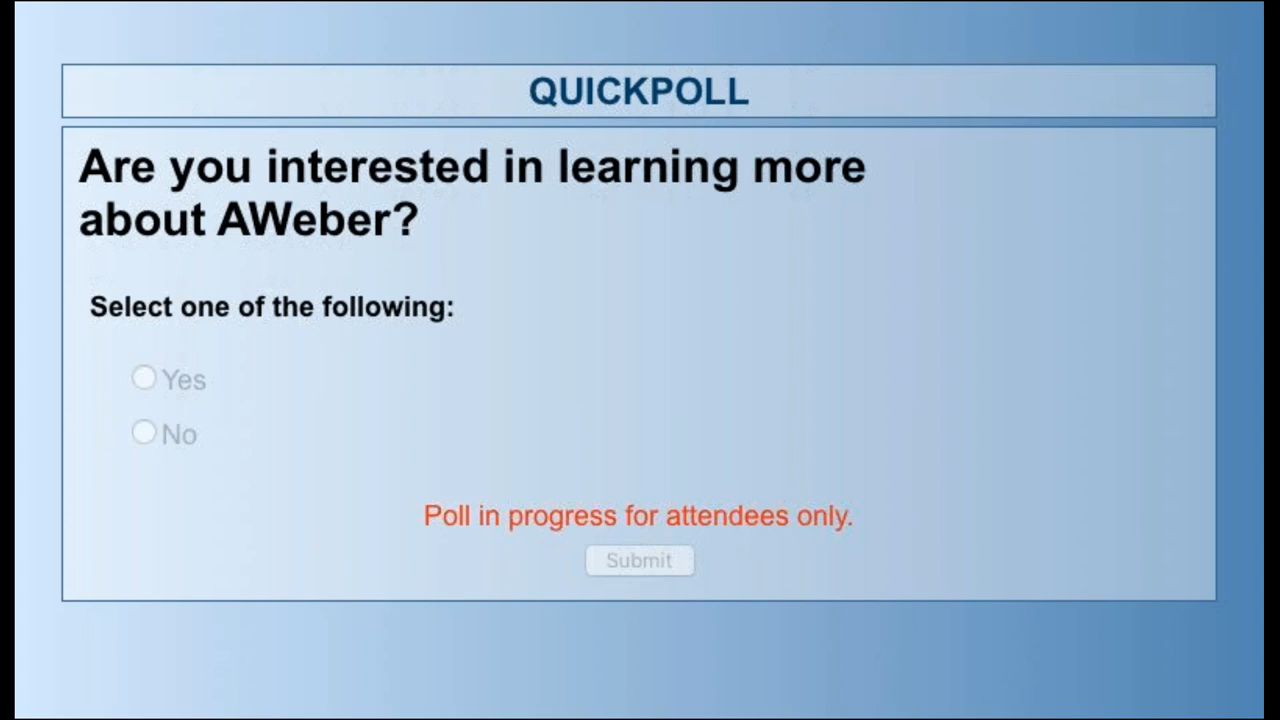 QUICKPOLL
Are you interested in learning more
about AWeber?
Select one of the following:
Yes
No
Poll in progress for attendees only.
Submit